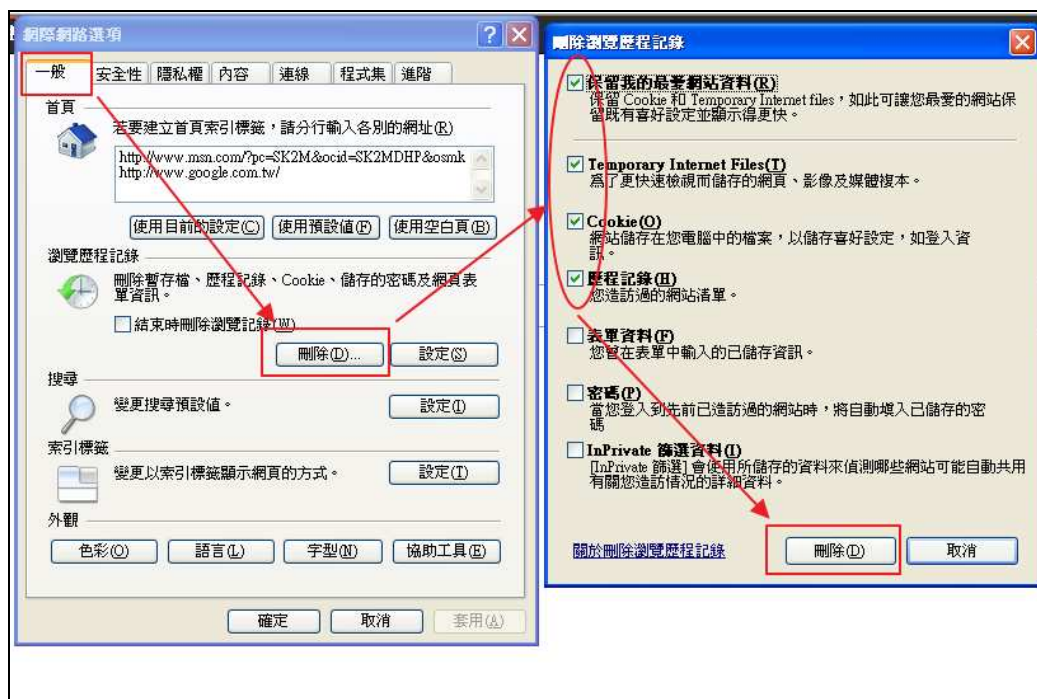 網際網路選項
一般 安全性 隱私權 內容 連線 程式集 進階
首頁
若要建立首頁索引標籤，請分行輸入各別的網址(R)
http://www.msn.com/?pc=SK2M&ocid=SK2MDHP&osmk
http://www.google.com.tw/
使用目前的設定(C) 使用預設值(F) 使用空白頁(B)
瀏覽歷程記錄
刪除暫存檔、歷程記錄、Cookie、儲存的密碼及網頁表
單資訊。
結束時刪除瀏覽記錄(W)
刪除(D)... 設定(S)
搜尋
變更搜尋預設值。 設定(I)
索引標籤
變更以索引標籤顯示網頁的方式。 設定(T)
外觀
色彩(O) 語言(L) 字型(N) 協助工具(E)
確定 取消 套用(A)
刪除瀏覽歷程記錄
保留我的最愛網站資料(R)
保留 Cookie 和 Temporary Internet files，如此可讓您最愛的網站保
留既有喜好設定並顯示得更快。
Temporary Internet Files(T)
為了更快速檢視而儲存的網頁、影像及媒體複本。
Cookie(O)
網站儲存在您電腦中的檔案，以儲存喜好設定，如登入資
訊。
歷程記錄(H)
您造訪過的網站清單。
表單資料(F)
您曾在表單中輸入的已儲存資訊。
密碼(P)
當您登入到先前已造訪過的網站時，將自動填入已儲存的密
碼
InPrivate 篩選資料(I)
[InPrivate 篩選] 會使用所儲存的資料來偵測哪些網站可能自動共用
有關您造訪情況的詳細資料。
關於刪除瀏覽歷程記錄 刪除(D) 取消